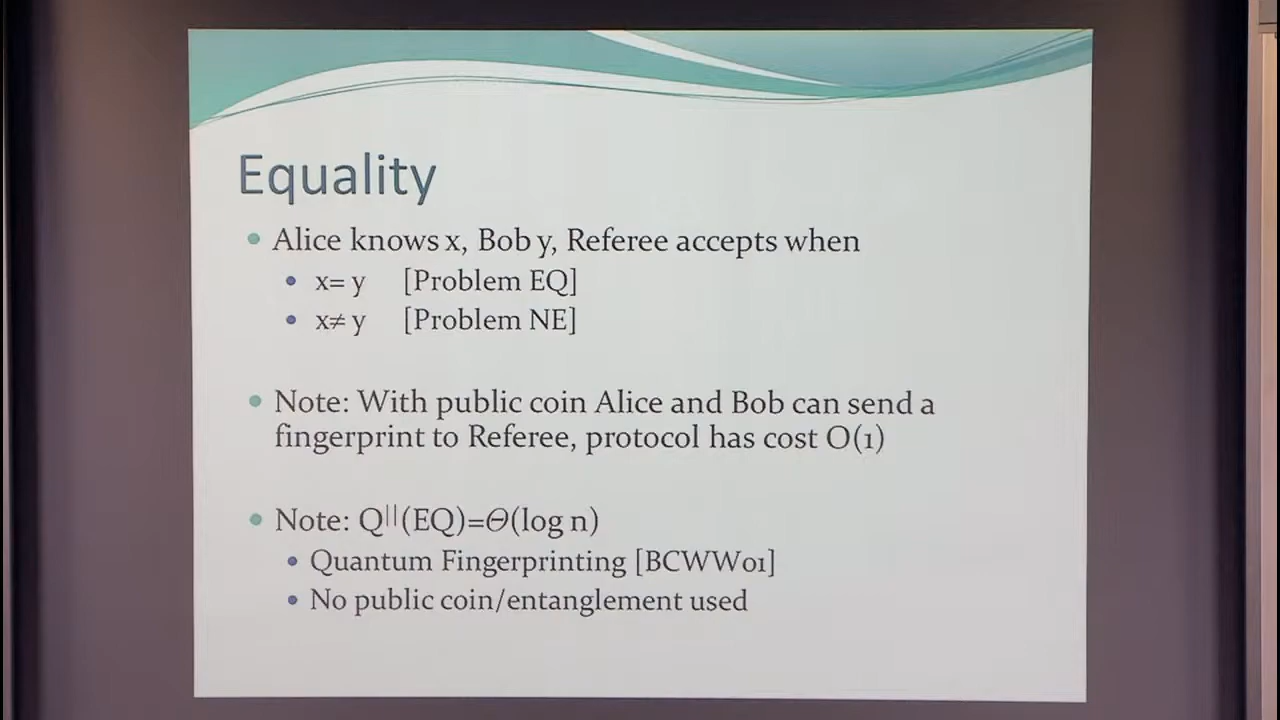 Equality
• Alice knows x, Bob y, Referee accepts when
• x= y [Problem EQ]
• x≠ y [Problem NE]
• Note: With public coin Alice and Bob can send a
fingerprint to Referee, protocol has cost O(1)
• Note: Q||(EQ)=Θ(log n)
• Quantum Fingerprinting [BCWW01]
• No public coin/entanglement used